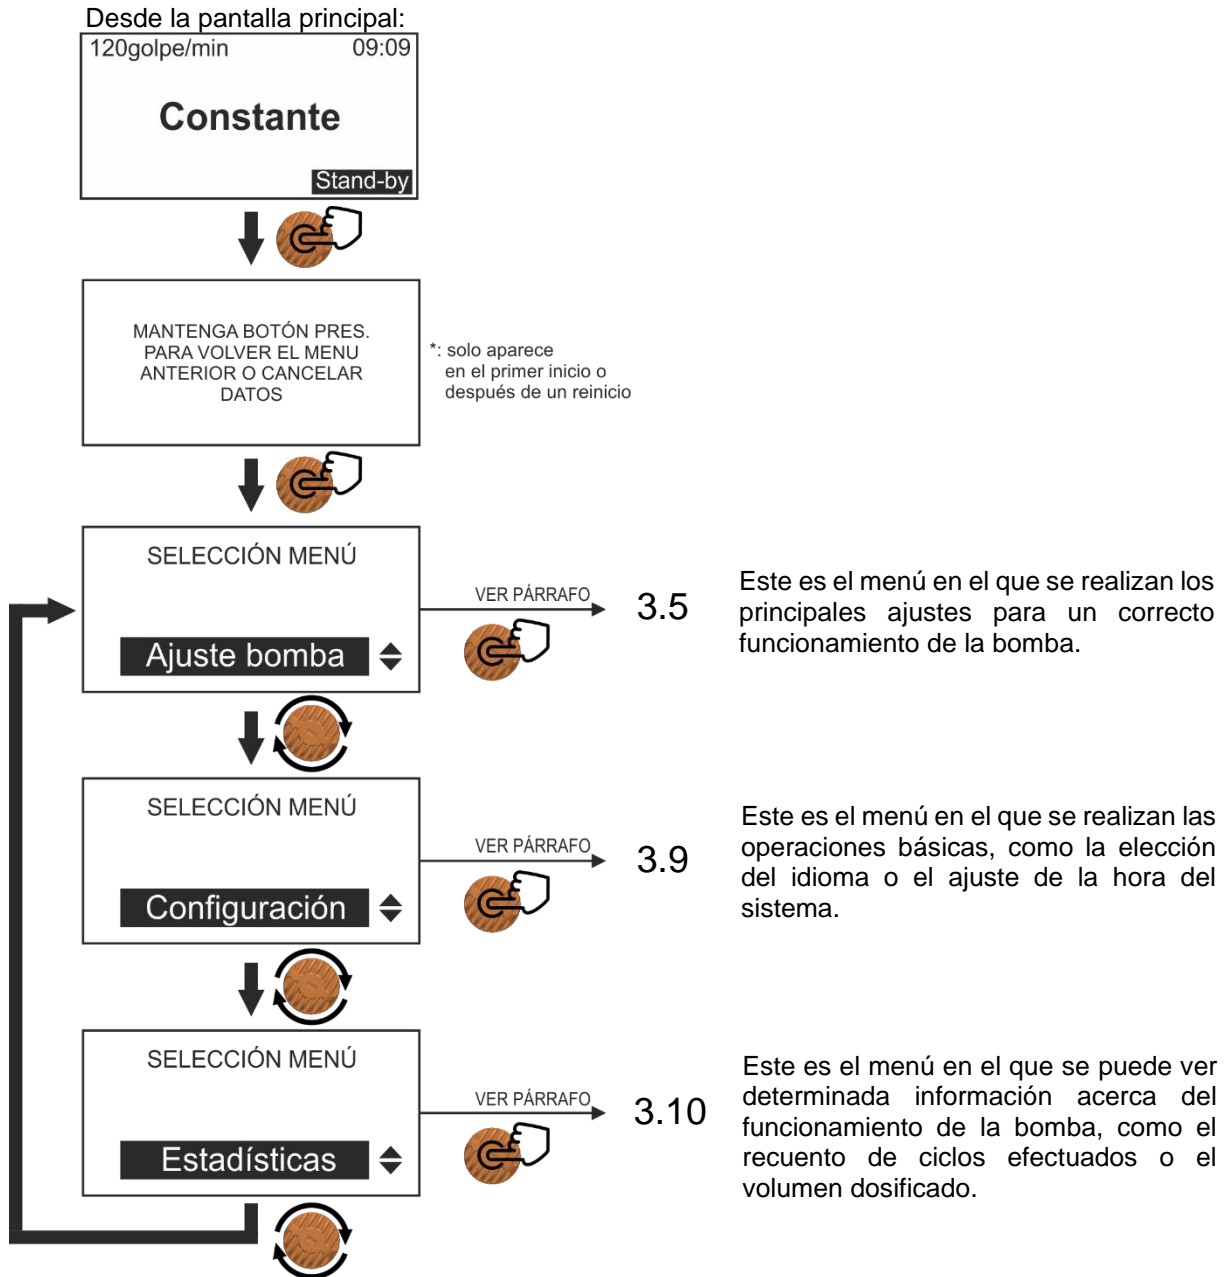 Desde la pantalla principal:
120golpe/min 09:09
Constante
Stand-by
MANTENGA BOTÓN PRES.
PARA VOLVER EL MENU
ANTERIOR O CANCELAR
DATOS
*: solo aparece
en el primer inicio o
después de un reinicio
SELECCIÓN MENÚ
Ajuste bomba
VER PÁRRAFO
3.5
Este es el menú en el que se realizan los
principales ajustes para un correcto
funcionamiento de la bomba.
SELECCIÓN MENÚ
Configuración
VER PÁRRAFO
3.9
Este es el menú en el que se realizan las
operaciones básicas, como la elección
del idioma o el ajuste de la hora del
sistema.
SELECCIÓN MENÚ
Estadísticas
VER PÁRRAFO
3.10
Este es el menú en el que se puede ver
determinada información acerca del
funcionamiento de la bomba, como el
recuento de ciclos efectuados o el
volumen dosificado.